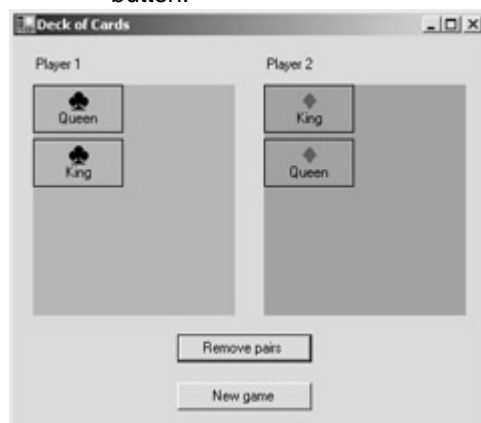 button.
Deck of Cards
Player 1
Player 2
Queen
King
King
Queen
Remove pairs
New game